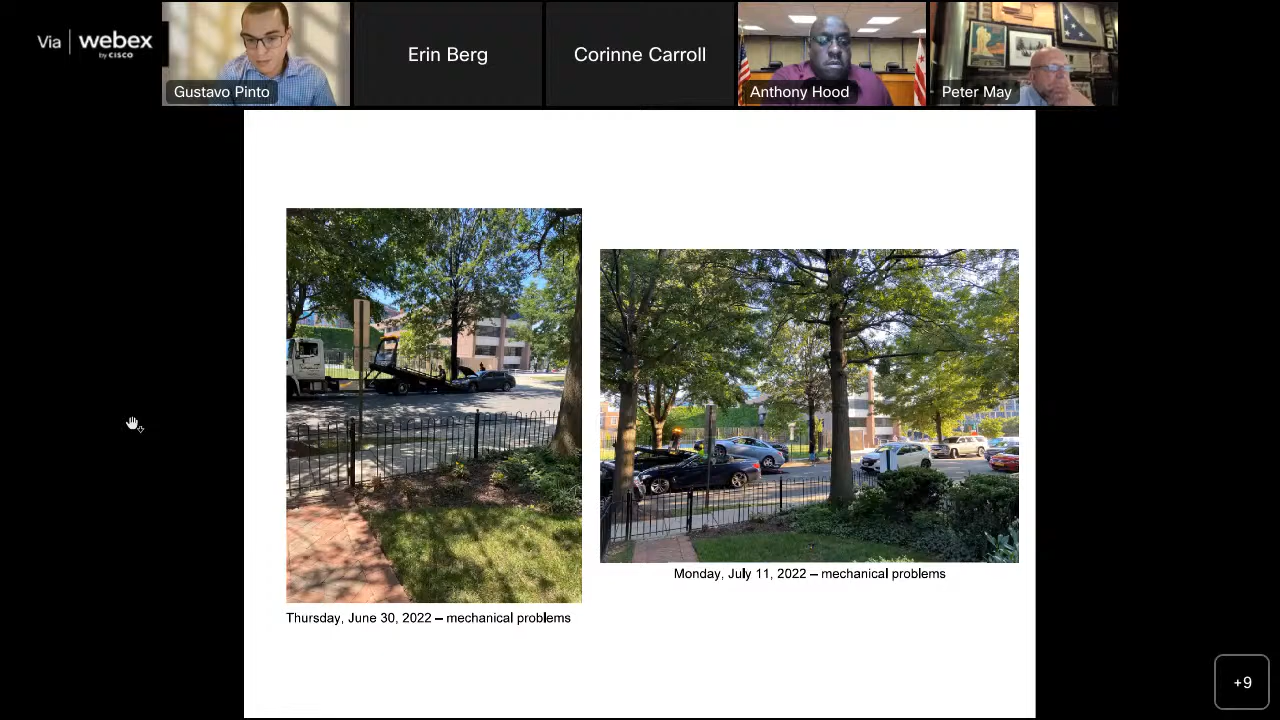 Via | webex
by CISCO
Gustavo Pinto
Erin Berg
Corinne Carroll
Anthony Hood
Peter May
Monday, July 11, 2022 – mechanical problems
Thursday, June 30, 2022 – mechanical problems
+9